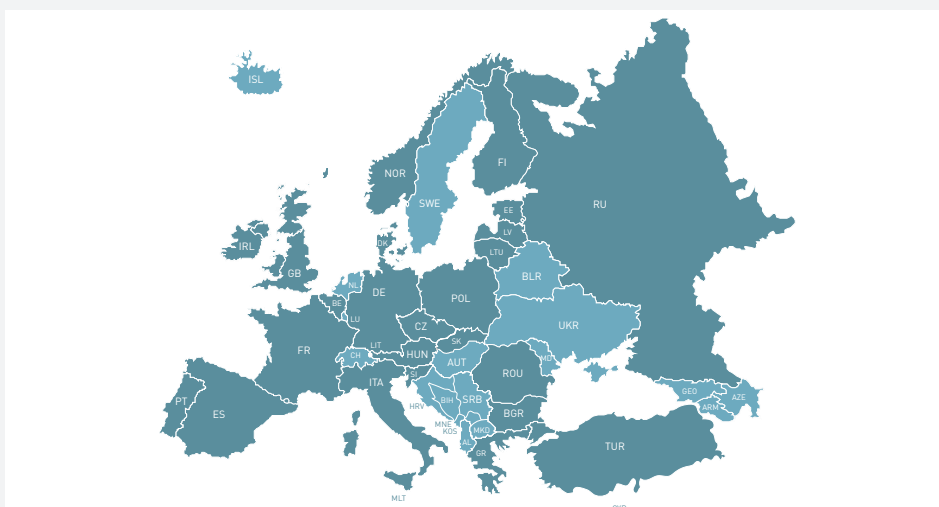 ISL
NOR
SWE
FI
RU
EE
LV
LTU
DK
IRL
GB
NL
BE
LU
DE
POL
BLR
UKR
CZ
SK
LIT
FR
CH
HUN
AUT
MD
ITA
SI
ROU
HRV
BIH
SRB
BGR
MNE
KOS
MKD
AL
GR
PT
ES
GEO
ARM
AZE
TUR
MLT